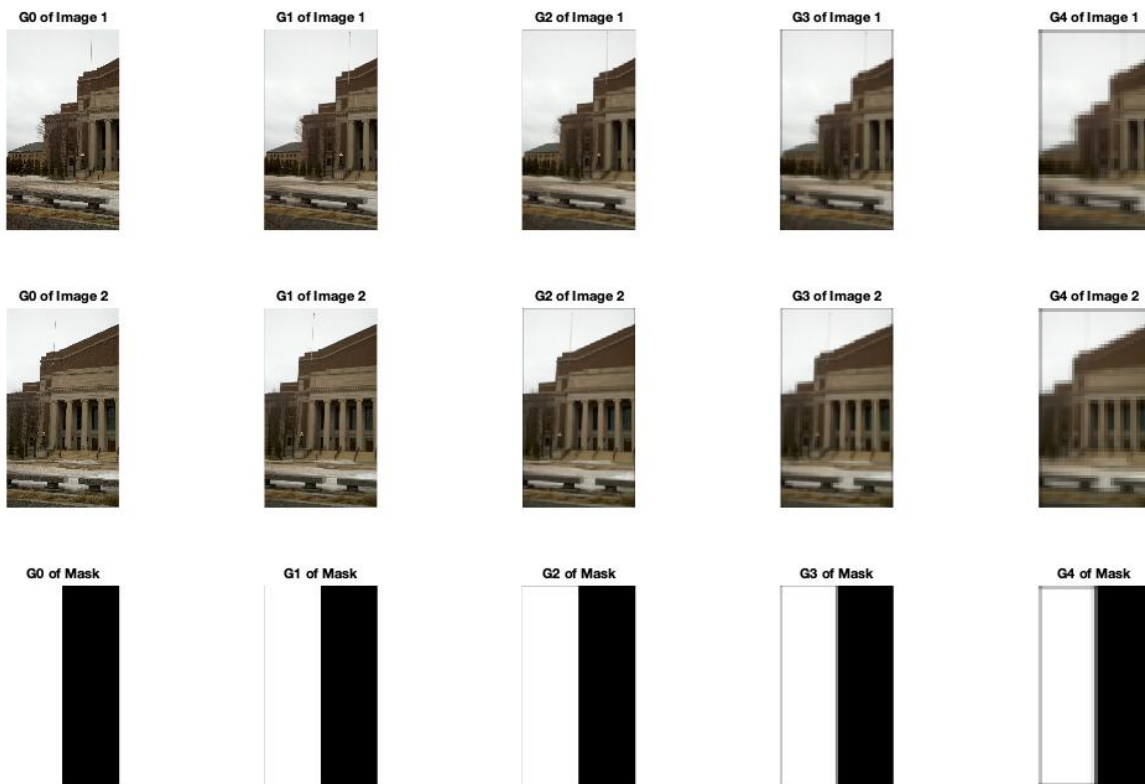 G0 of Image 1
G1 of Image 1
G2 of Image 1
G3 of Image 1
G4 of Image 1
G0 of Image 2
G1 of Image 2
G2 of Image 2
G3 of Image 2
G4 of Image 2
G0 of Mask
G1 of Mask
G2 of Mask
G3 of Mask
G4 of Mask